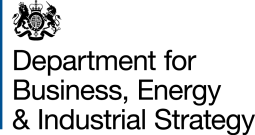 Department for
Business, Energy
& Industrial Strategy